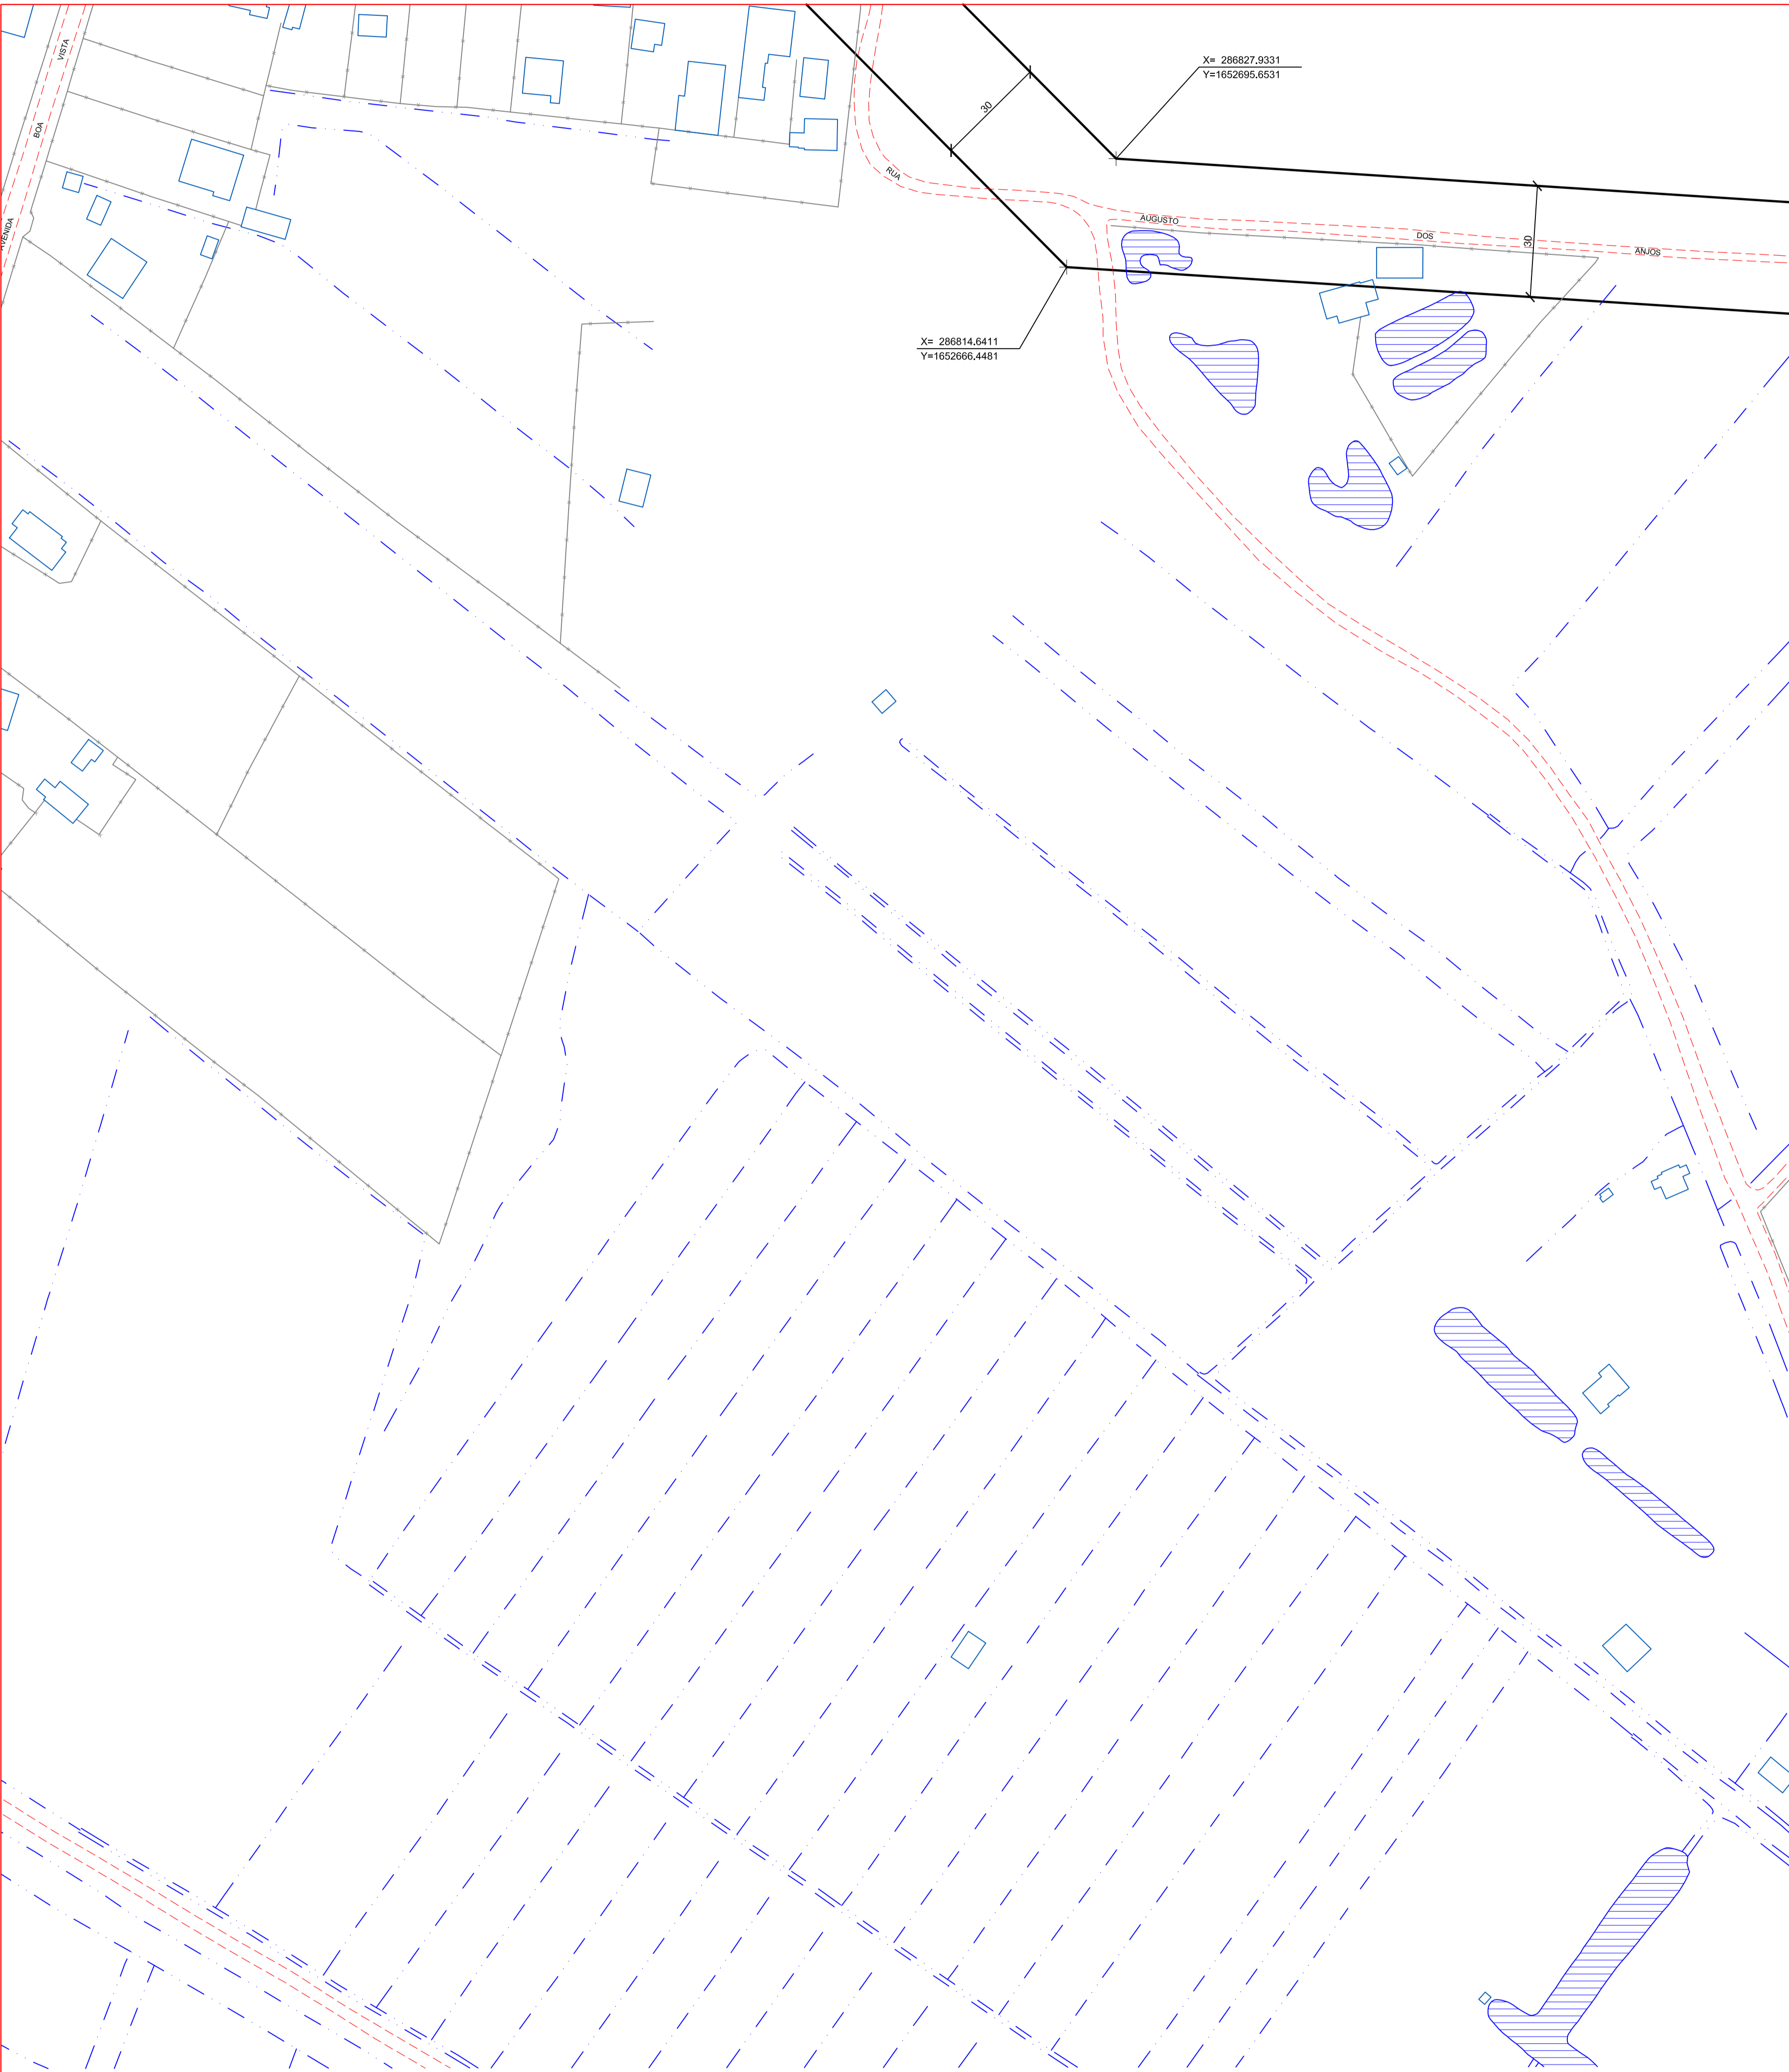 VISTA
BOA
AVENIDA
30
X= 286827,9331
Y=1652695,6531
RUA
AUGUSTO
DOS
30
ANJOS
X= 286814,6411
Y=1652666,4481